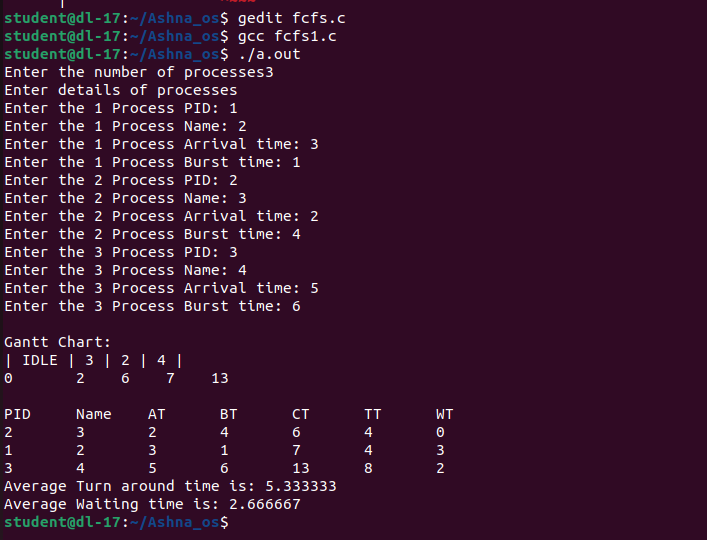 student@dl-17:~/Ashna_os$ gedit fcfs.c
student@dl-17:~/Ashna_os$ gcc fcfs1.c
student@dl-17:~/Ashna_os$ ./a.out
Enter the number of processes3
Enter details of processes
Enter the 1 Process PID: 1
Enter the 1 Process Name: 2
Enter the 1 Process Arrival time: 3
Enter the 1 Process Burst time: 1
Enter the 2 Process PID: 2
Enter the 2 Process Name: 3
Enter the 2 Process Arrival time: 2
Enter the 2 Process Burst time: 4
Enter the 3 Process PID: 3
Enter the 3 Process Name: 4
Enter the 3 Process Arrival time: 5
Enter the 3 Process Burst time: 6
Gantt Chart:
| IDLE | 3 | 2 | 4 |
0       2    6    7    13
PID     Name    AT      BT      CT      TT      WT
2       3       2       4       6       4       0
1       2       3       1       7       4       3
3       4       5       6       13      8       2
Average Turn around time is: 5.333333
Average Waiting time is: 2.666667
student@dl-17:~/Ashna_os$